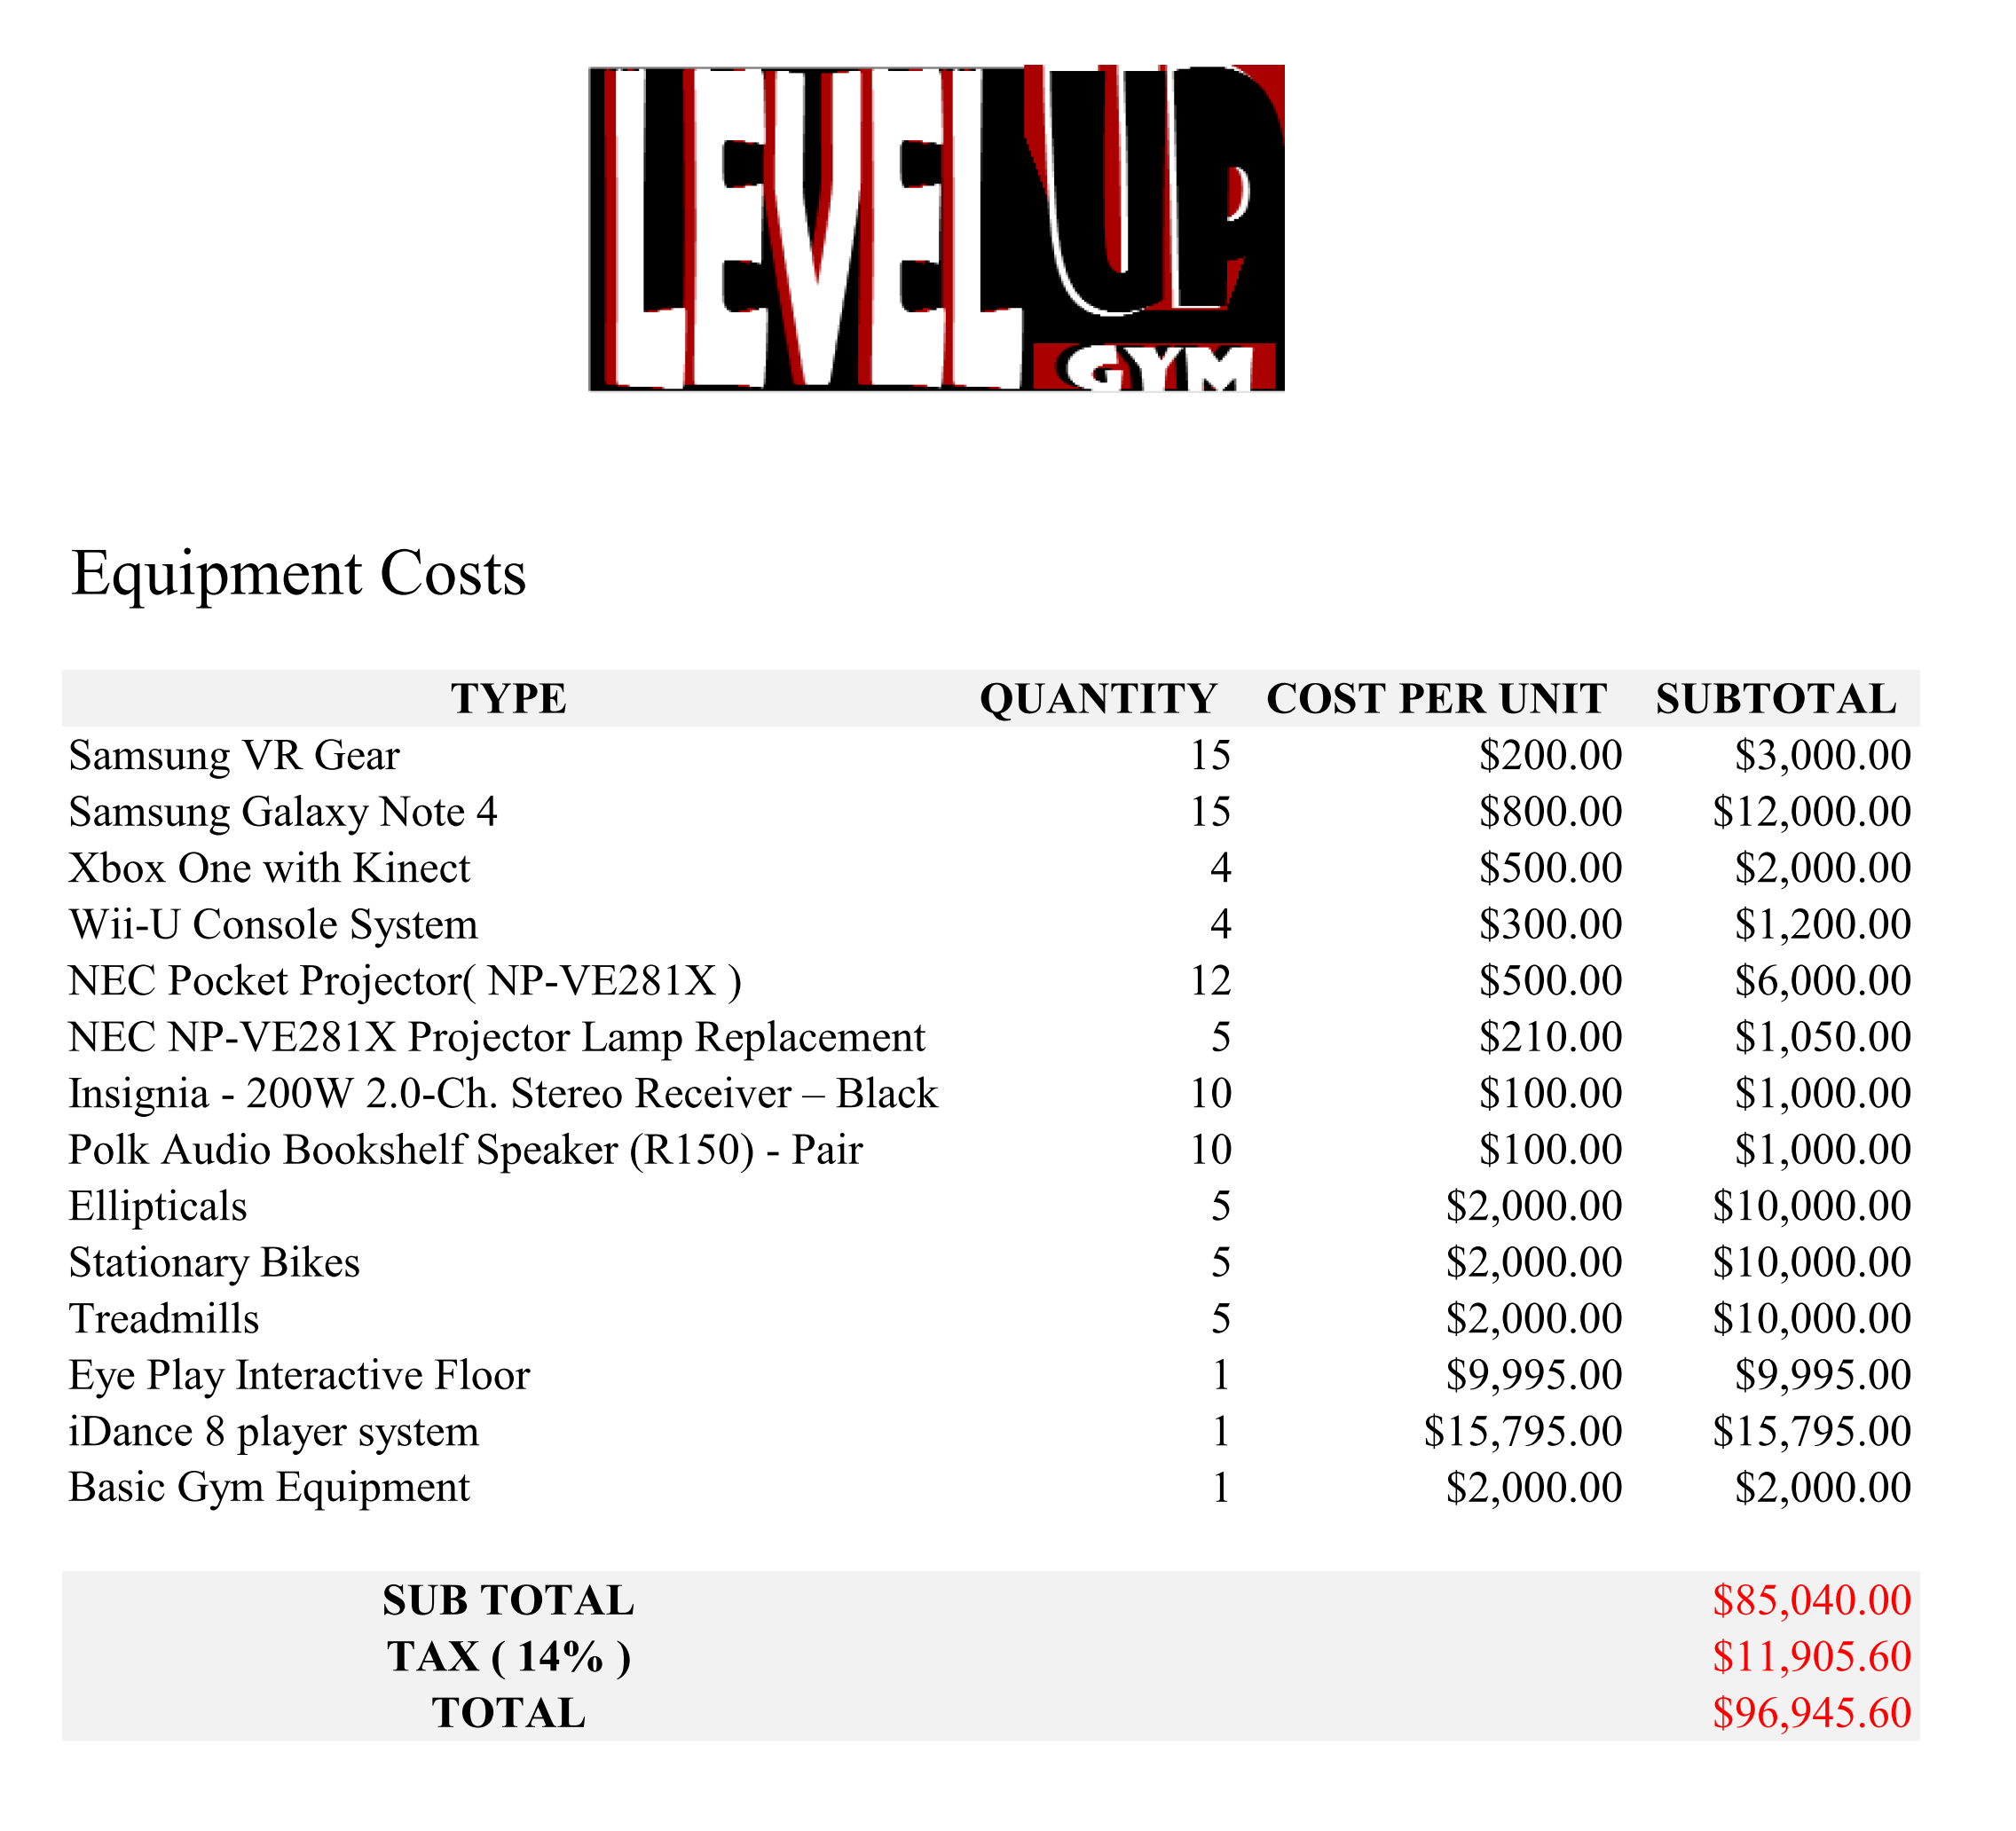 LEVEL UP
GYM
Equipment Costs
TYPE QUANTITY COST PER UNIT SUBTOTAL
Samsung VR Gear 15 $200.00 $3,000.00
Samsung Galaxy Note 4 15 $800.00 $12,000.00
Xbox One with Kinect 4 $500.00 $2,000.00
Wii-U Console System 4 $300.00 $1,200.00
NEC Pocket Projector( NP-VE281X ) 12 $500.00 $6,000.00
NEC NP-VE281X Projector Lamp Replacement 5 $210.00 $1,050.00
Insignia - 200W 2.0-Ch. Stereo Receiver – Black 10 $100.00 $1,000.00
Polk Audio Bookshelf Speaker (R150) - Pair 10 $100.00 $1,000.00
Ellipticals 5 $2,000.00 $10,000.00
Stationary Bikes 5 $2,000.00 $10,000.00
Treadmills 5 $2,000.00 $10,000.00
Eye Play Interactive Floor 1 $9,995.00 $9,995.00
iDance 8 player system 1 $15,795.00 $15,795.00
Basic Gym Equipment 1 $2,000.00 $2,000.00
SUB TOTAL $85,040.00
TAX ( 14% ) $11,905.60
TOTAL $96,945.60